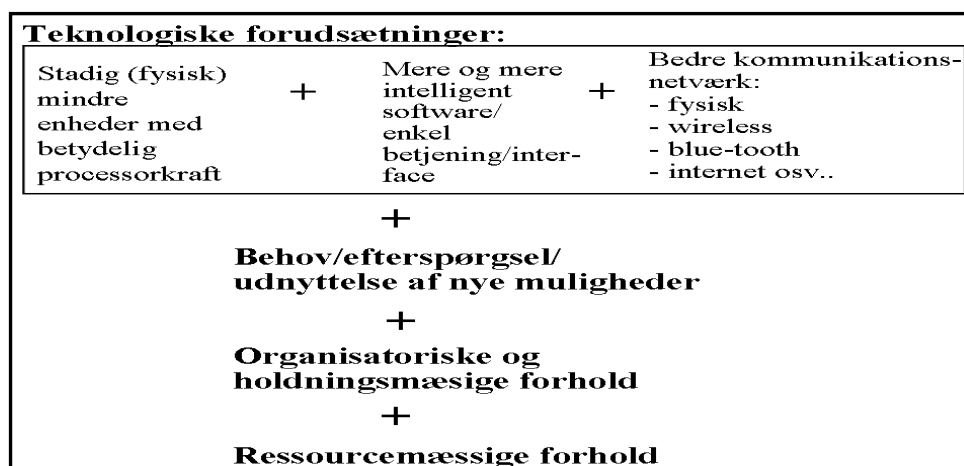 Teknologiske forudsætninger:
Stadig (fysisk)
mindre
enheder med
betydelig
processorkraft
+
Mere og mere
intelligent
software/
enkel
betjening/inter-
face
+
Bedre kommunikations-
netværk:
- fysisk
- wireless
- blue-tooth
- internet osv..
+
Behov/efterspørgsel/
udnyttelse af nye muligheder
+
Organisatoriske og
holdningsmæsige forhold
+
Ressourcemæssige forhold